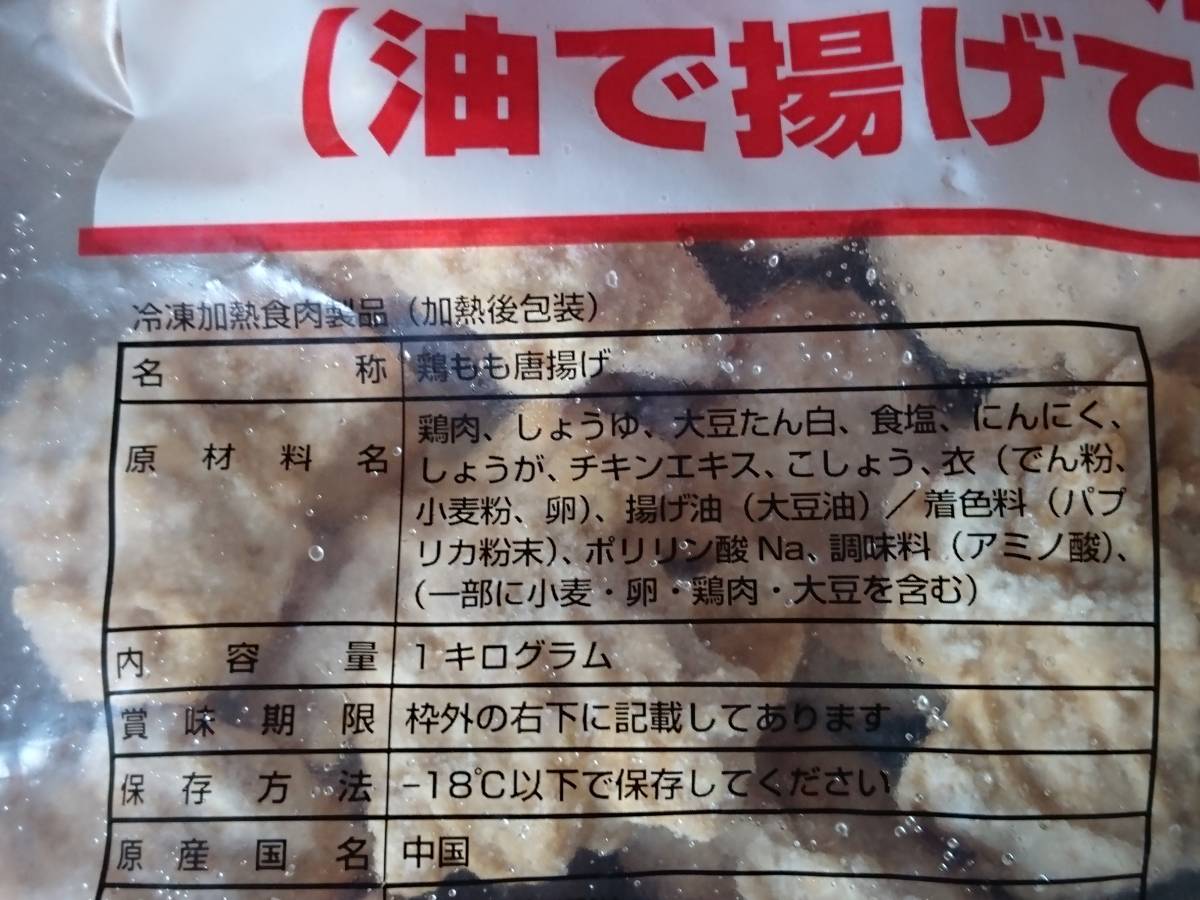 (油で揚げて
冷凍加熱食肉製品（加熱後包装）
名称 鶏もも唐揚げ
原材料名 鶏肉、しょうゆ、大豆たん白、食塩、にんにく、
しょうが、チキンエキス、こしょう、衣（でん粉、
小麦粉、卵）、揚げ油（大豆油）／着色料（パプ
リカ粉末）、ポリリン酸Na、調味料（アミノ酸）、
（一部に小麦・卵・鶏肉・大豆を含む）
内容量 1キログラム
賞味期限 枠外の右下に記載してあります
保存方法 −18℃以下で保存してください
原産国名 中国